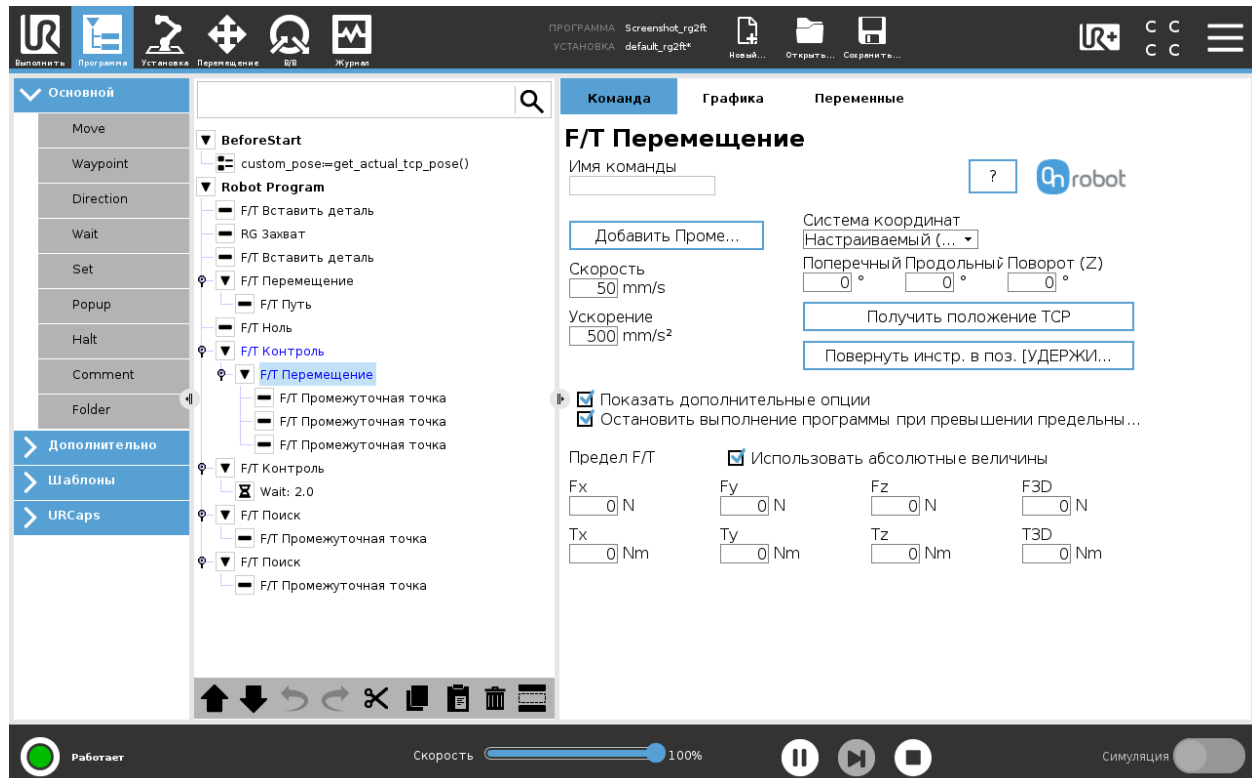 ПРОГРАММА Screenshot_rg2ft
УСТАНОВКА default_rg2ft*
Выполнить Программа Установка Перемещение В/В Журнал
Новый... Открыть... Сохранить...
UR+
C C
C C
Основной
Move
Waypoint
Direction
Wait
Set
Popup
Halt
Comment
Folder
Дополнительно
Шаблоны
URCaps
BeforeStart
custom_pose≔get_actual_tcp_pose()
Robot Program
F/T Вставить деталь
RG Захват
F/T Вставить деталь
F/T Перемещение
F/T Путь
F/T Ноль
F/T Контроль
F/T Перемещение
F/T Промежуточная точка
F/T Промежуточная точка
F/T Промежуточная точка
F/T Контроль
Wait: 2.0
F/T Поиск
F/T Промежуточная точка
F/T Поиск
F/T Промежуточная точка
Команда Графика Переменные
F/T Перемещение
Имя команды
?
On robot
Добавить Проме...
Система координат
Настраиваемый (...
Скорость
50 mm/s
Поперечный Продольный Поворот (Z)
0 ° 0 ° 0 °
Ускорение
500 mm/s²
Получить положение TCP
Повернуть инстр. в поз. [УДЕРЖИ...
Показать дополнительные опции
Остановить выполнение программы при превышении предельны...
Предел F/T Использовать абсолютные величины
Fx Fy Fz F3D
0 N 0 N 0 N 0 N
Tx Ty Tz T3D
0 Nm 0 Nm 0 Nm 0 Nm
Работает
Скорость 100%
Симуляция